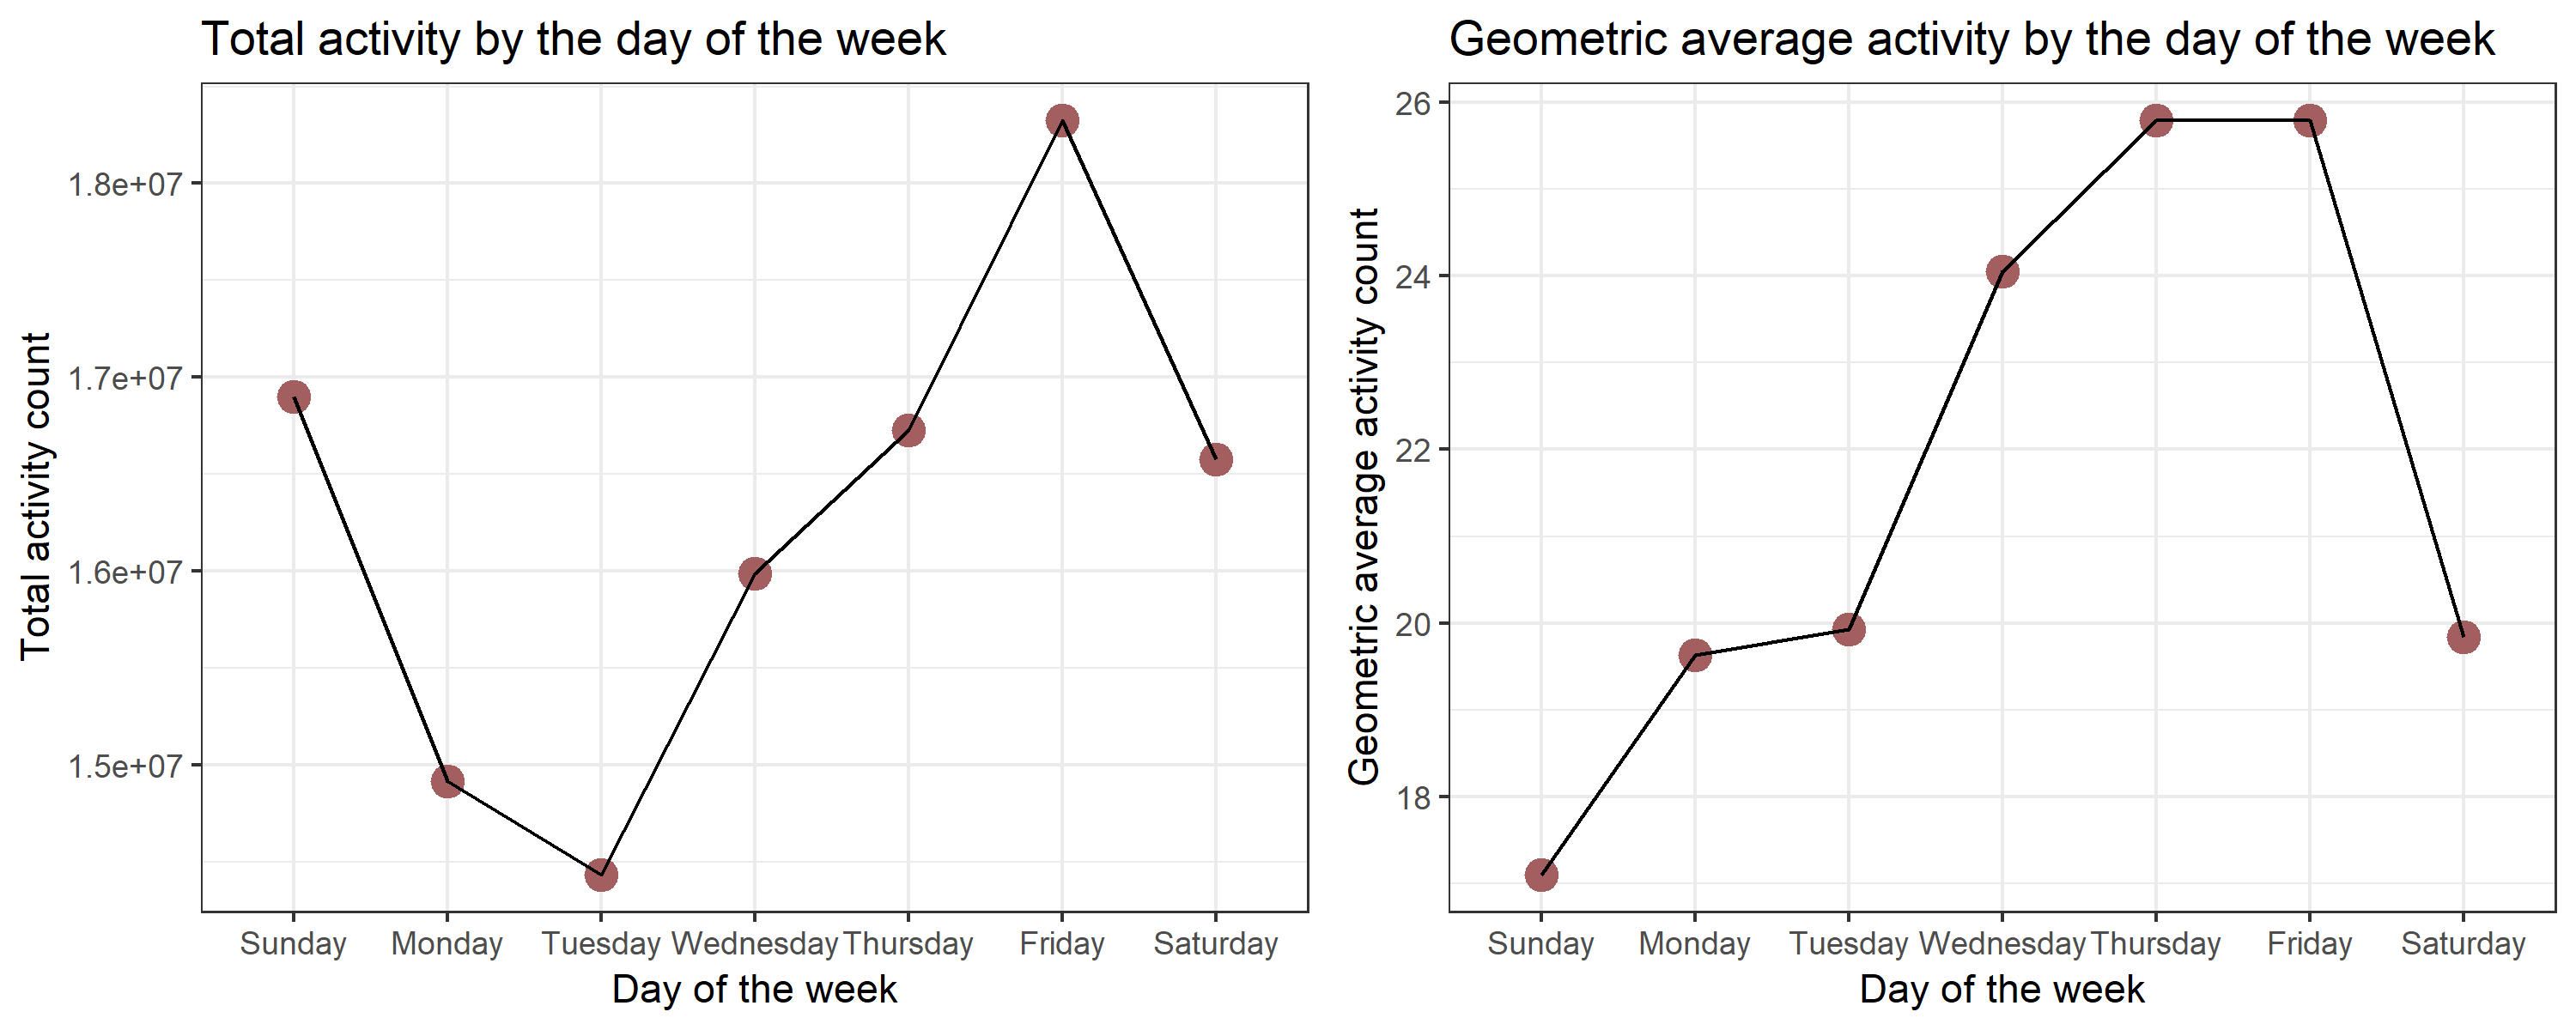 Total activity by the day of the week
Total activity count
1.8e+07
1.7e+07
1.6e+07
1.5e+07
Sunday Monday Tuesday Wednesday Thursday Friday Saturday
Day of the week
Geometric average activity by the day of the week
Geometric average activity count
26
24
22
20
18
Sunday Monday Tuesday Wednesday Thursday Friday Saturday
Day of the week